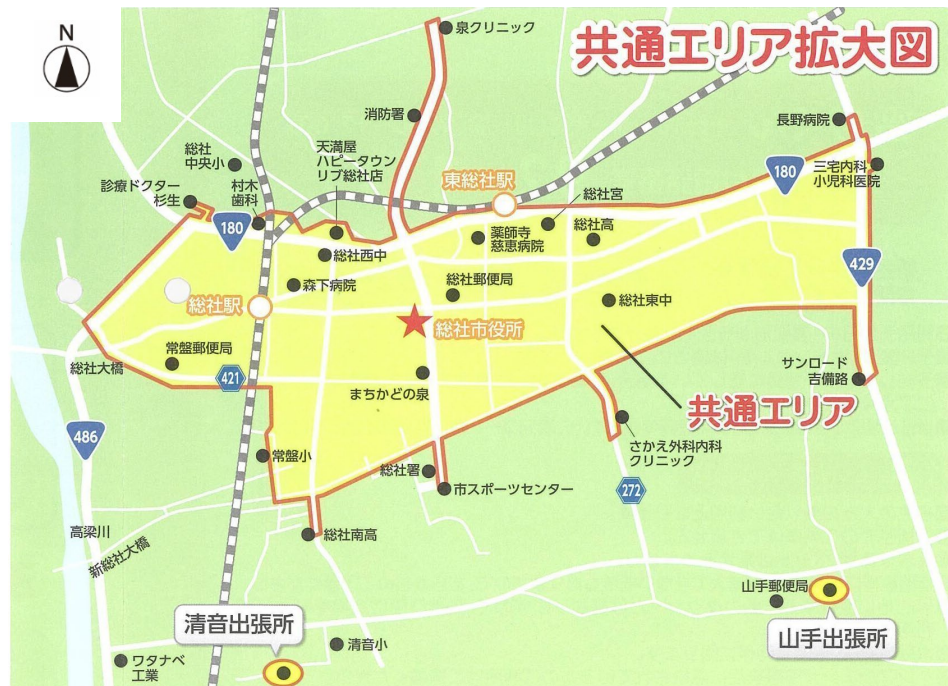 N
共通エリア拡大図
泉クリニック
消防署
長野病院
総社
中央小
天満屋
ハピータウン
リブ総社店
東総社駅
180
三宅内科
小児科医院
診療ドクター
杉生
村木
歯科
総社宮
180
薬師寺
慈恵病院
総社高
総社西中
429
森下病院
総社郵便局
総社東中
総社駅
総社市役所
常盤郵便局
総社大橋
421
まちかどの泉
サンロード
吉備路
共通エリア
486
さかえ外科内科
クリニック
常盤小
総社署
市スポーツセンター
272
高梁川
新総社大橋
総社南高
山手郵便局
清音出張所
山手出張所
清音小
ワタナベ
工業